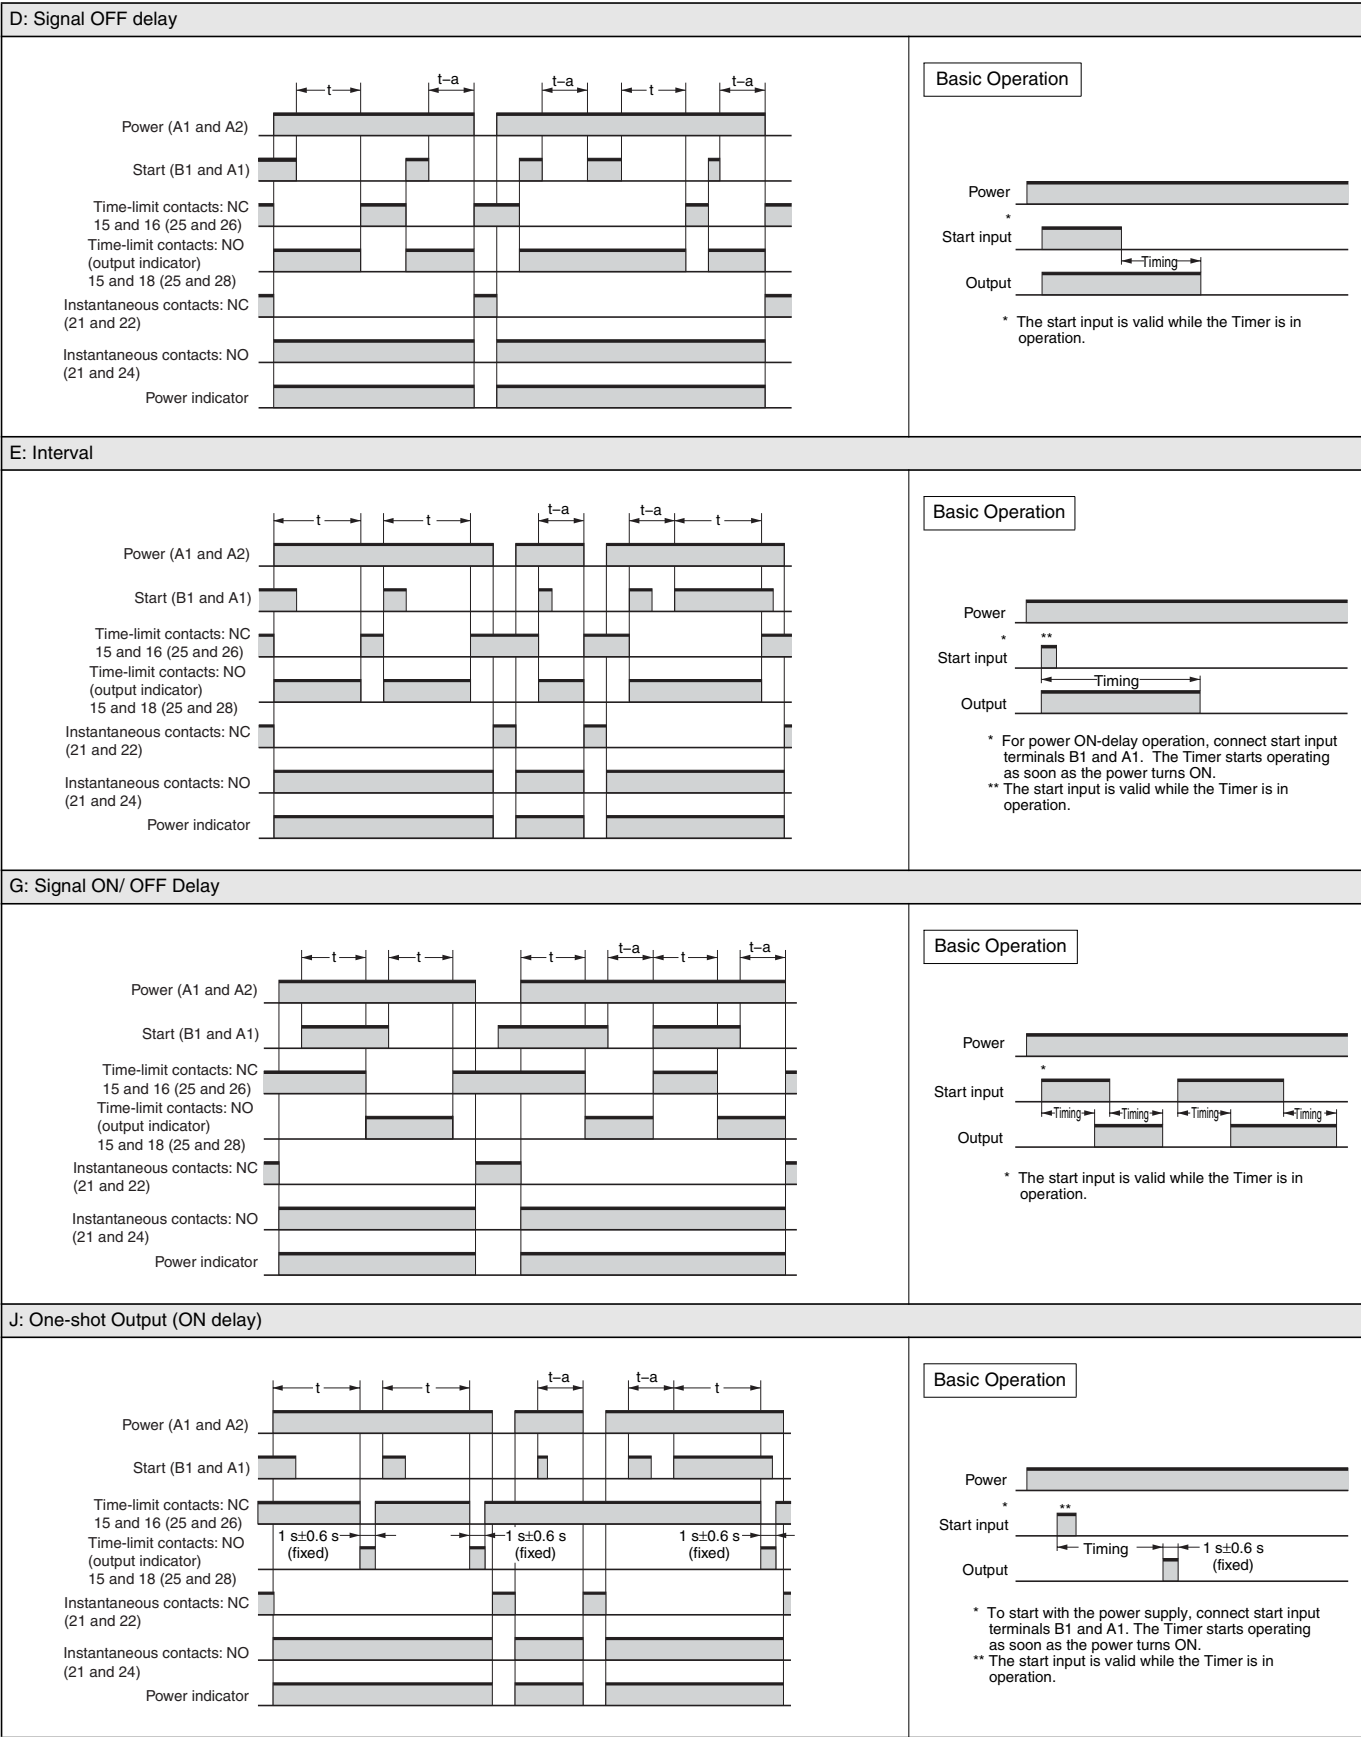 D: Signal OFF delay
t
t–a
t–a
t
t–a
Power (A1 and A2)
Start (B1 and A1)
Time-limit contacts: NC
15 and 16 (25 and 26)
Time-limit contacts: NO
(output indicator)
15 and 18 (25 and 28)
Instantaneous contacts: NC
(21 and 22)
Instantaneous contacts: NO
(21 and 24)
Power indicator
Basic Operation
Power
*
Start input
Timing
Output
* The start input is valid while the Timer is in
operation.
E: Interval
t
t
t–a
t–a
t
Power (A1 and A2)
Start (B1 and A1)
Time-limit contacts: NC
15 and 16 (25 and 26)
Time-limit contacts: NO
(output indicator)
15 and 18 (25 and 28)
Instantaneous contacts: NC
(21 and 22)
Instantaneous contacts: NO
(21 and 24)
Power indicator
Basic Operation
Power
* **
Start input
Timing
Output
* For power ON-delay operation, connect start input
terminals B1 and A1. The Timer starts operating
as soon as the power turns ON.
** The start input is valid while the Timer is in
operation.
G: Signal ON/ OFF Delay
t
t
t
t–a
t
t–a
Power (A1 and A2)
Start (B1 and A1)
Time-limit contacts: NC
15 and 16 (25 and 26)
Time-limit contacts: NO
(output indicator)
15 and 18 (25 and 28)
Instantaneous contacts: NC
(21 and 22)
Instantaneous contacts: NO
(21 and 24)
Power indicator
Basic Operation
Power
*
Start input
Timing Timing Timing Timing
Output
* The start input is valid while the Timer is in
operation.
J: One-shot Output (ON delay)
t
t
t–a
t–a
t
Power (A1 and A2)
Start (B1 and A1)
Time-limit contacts: NC
15 and 16 (25 and 26)
1 s±0.6 s
(fixed)
1 s±0.6 s
(fixed)
1 s±0.6 s
(fixed)
Time-limit contacts: NO
(output indicator)
15 and 18 (25 and 28)
Instantaneous contacts: NC
(21 and 22)
Instantaneous contacts: NO
(21 and 24)
Power indicator
Basic Operation
Power
* **
Start input
Timing
1 s±0.6 s
(fixed)
Output
* To start with the power supply, connect start input
terminals B1 and A1. The Timer starts operating
as soon as the power turns ON.
** The start input is valid while the Timer is in
operation.